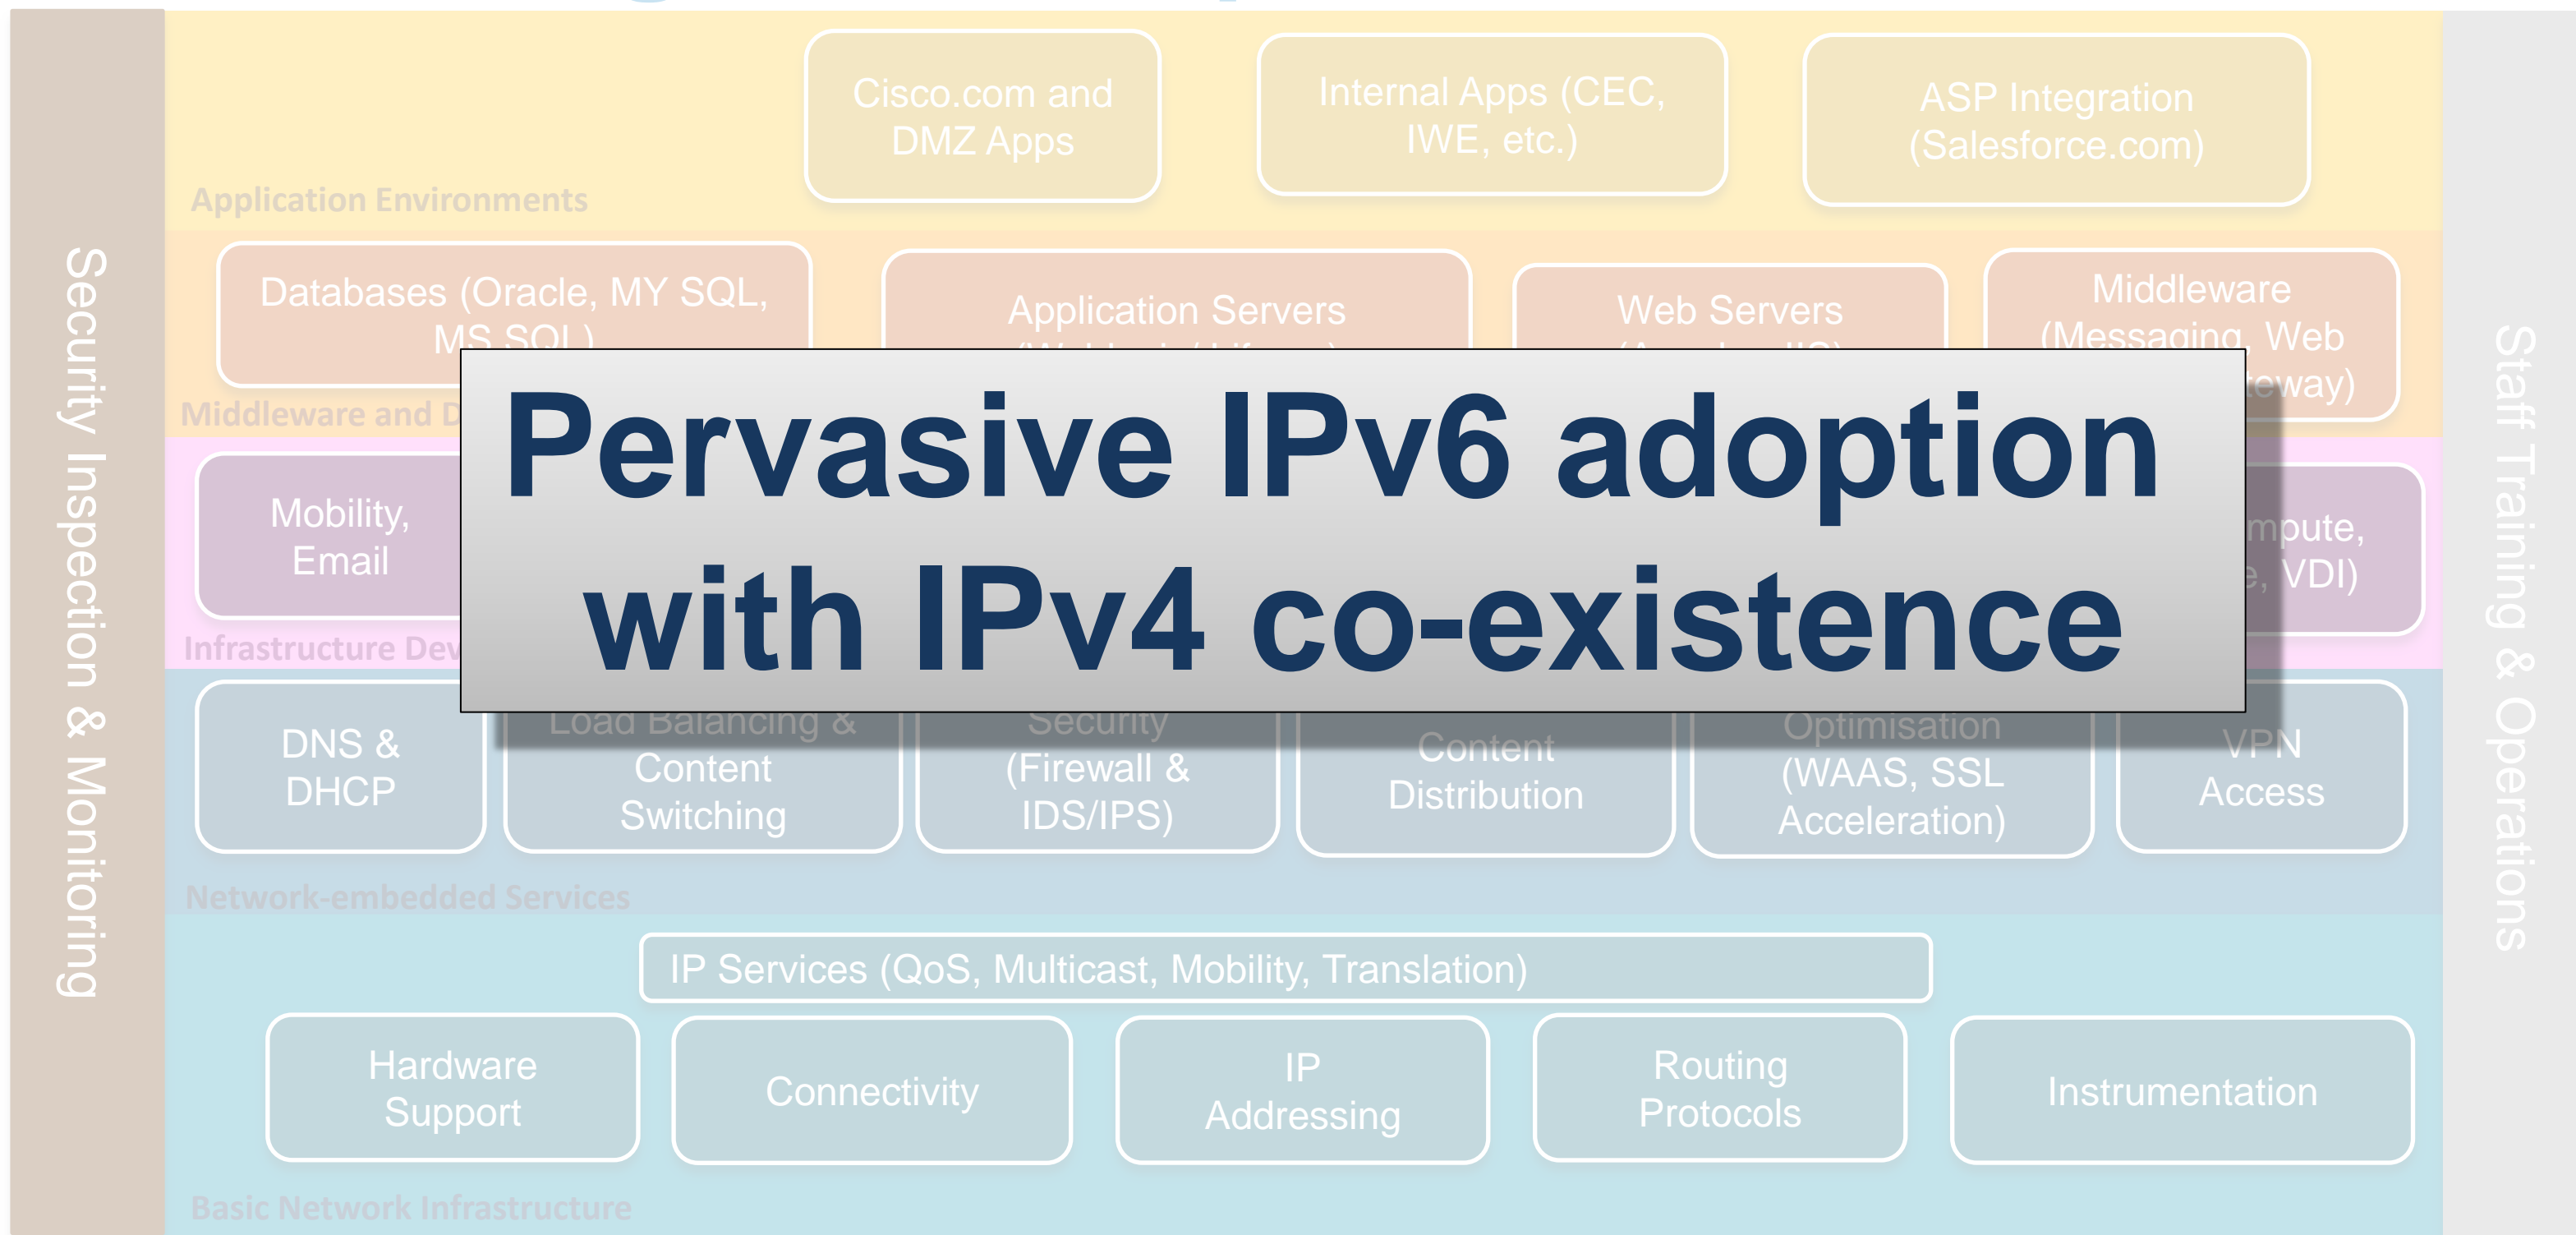 Security Inspection & Monitoring
Cisco.com and
DMZ Apps
Internal Apps (CEC,
IWE, etc.)
ASP Integration
(Salesforce.com)
Application Environments
Databases (Oracle, MY SQL,
MS SQL)
Application Servers
Web Servers
Middleware
(Messaging, Web
Middleware and
Pervasive IPv6 adoption
with IPv4 co-existence
Mobility,
Email
VDI)
Infrastructure
DNS &
DHCP
Load Balancing &
Content
Switching
Security
(Firewall &
IDS/IPS)
Content
Distribution
Optimisation
(WAAS, SSL
Acceleration)
VPN
Access
Network-embedded Services
IP Services (QoS, Multicast, Mobility, Translation)
Hardware
Support
Connectivity
IP
Addressing
Routing
Protocols
Instrumentation
Basic Network Infrastructure
Staff Training & Operations